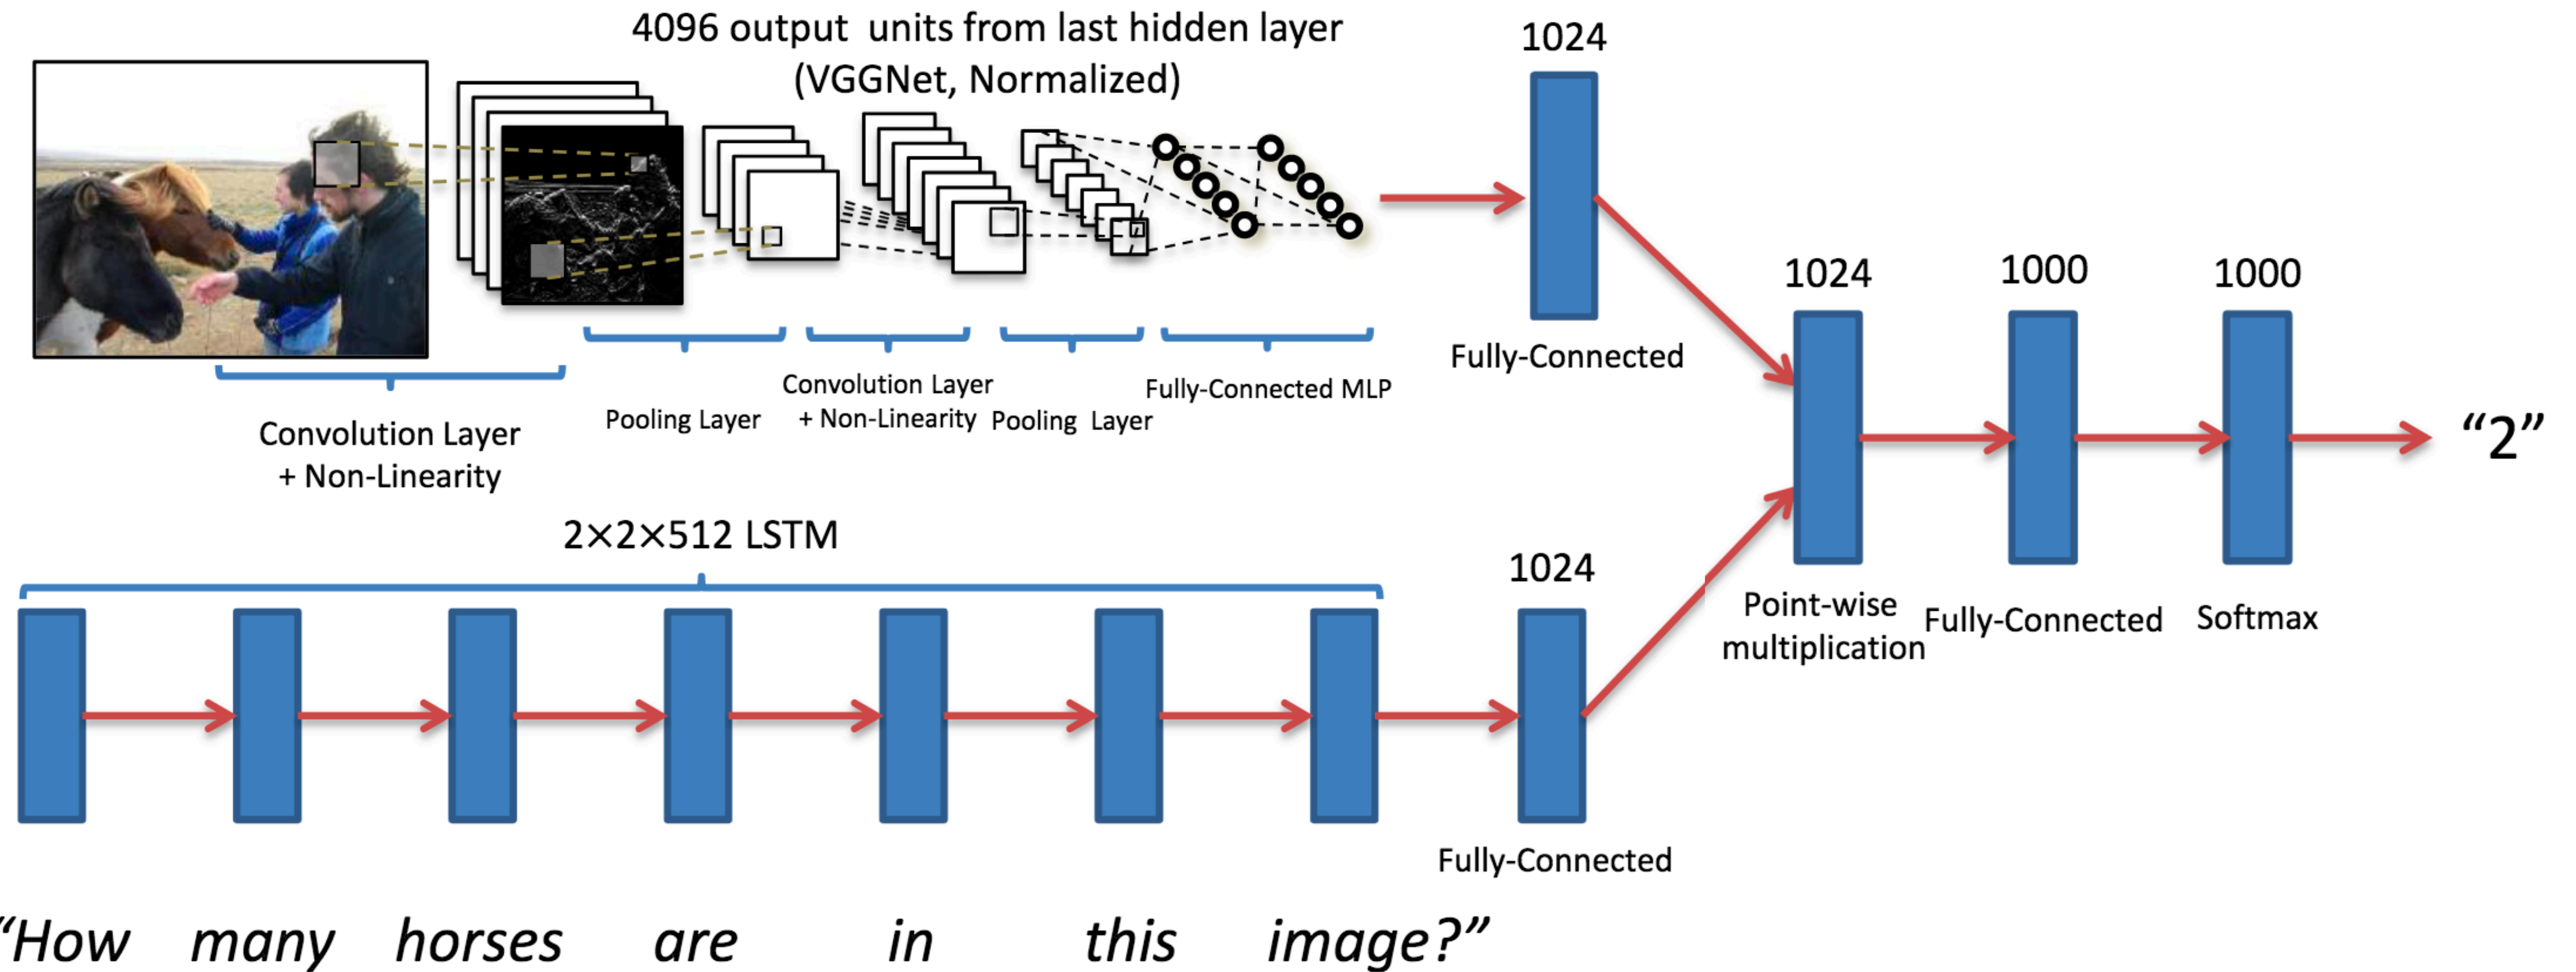 4096 output units from last hidden layer
(VGGNet, Normalized)
1024
Fully-Connected
Convolution Layer
+ Non-Linearity
Pooling Layer
Convolution Layer
+ Non-Linearity
Pooling Layer
Fully-Connected MLP
2×2×512 LSTM
1024
Fully-Connected
1024
Point-wise
multiplication
1000
Fully-Connected
1000
Softmax
“2”
“How many horses are in this image?”